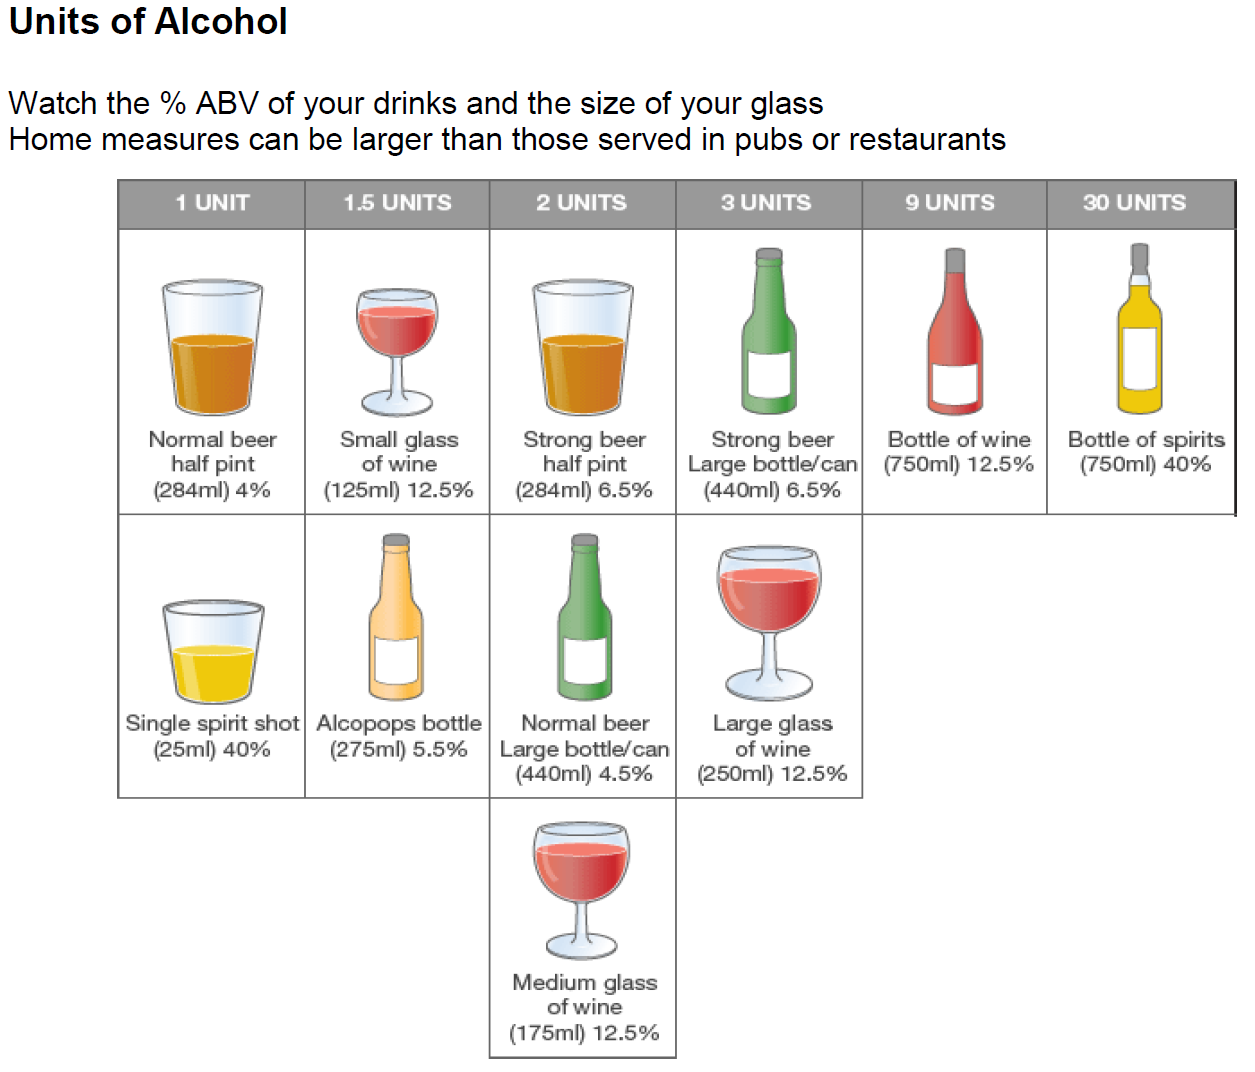 Units of Alcohol
Watch the % ABV of your drinks and the size of your glass
Home measures can be larger than those served in pubs or restaurants
1 UNIT
1.5 UNITS
2 UNITS
3 UNITS
9 UNITS
30 UNITS
Normal beer
half pint
(284ml) 4%
Small glass
of wine
(125ml) 12.5%
Strong beer
half pint
(284ml) 6.5%
Strong beer
Large bottle/can
(440ml) 6.5%
Bottle of wine
(750ml) 12.5%
Bottle of spirits
(750ml) 40%
Single spirit shot
(25ml) 40%
Alcopops bottle
(275ml) 5.5%
Normal beer
Large bottle/can
(440ml) 4.5%
Large glass
of wine
(250ml) 12.5%
Medium glass
of wine
(175ml) 12.5%